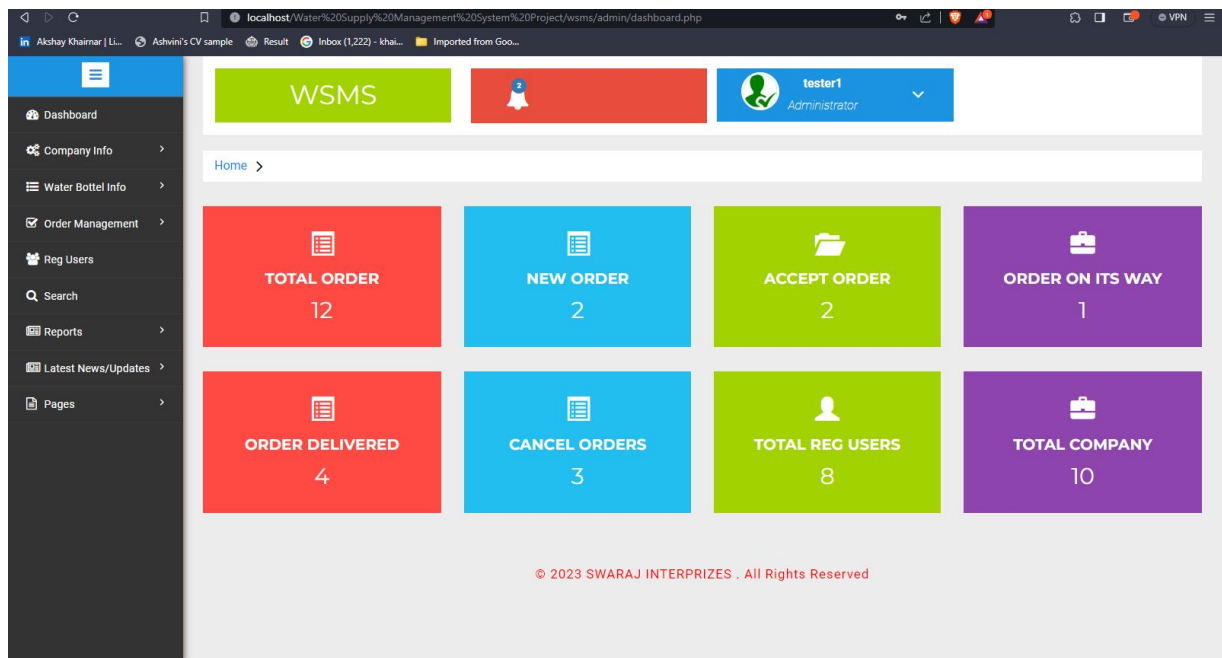 localhost/Water%20Supply%20Management%20System%20Project/wsms/admin/dashboard.php
VPN
Akshay Khairnar | Li...
Ashvini's CV sample
Result
Inbox (1,222) - khai...
Imported from Goo...
WSMS
2
tester1
Administrator
Dashboard
Company Info
Water Bottel Info
Order Management
Reg Users
Search
Reports
Latest News/Updates
Pages
Home
TOTAL ORDER
12
NEW ORDER
2
ACCEPT ORDER
2
ORDER ON ITS WAY
1
ORDER DELIVERED
4
CANCEL ORDERS
3
TOTAL REG USERS
8
TOTAL COMPANY
10
© 2023 SWARAJ INTERPRIZES . All Rights Reserved